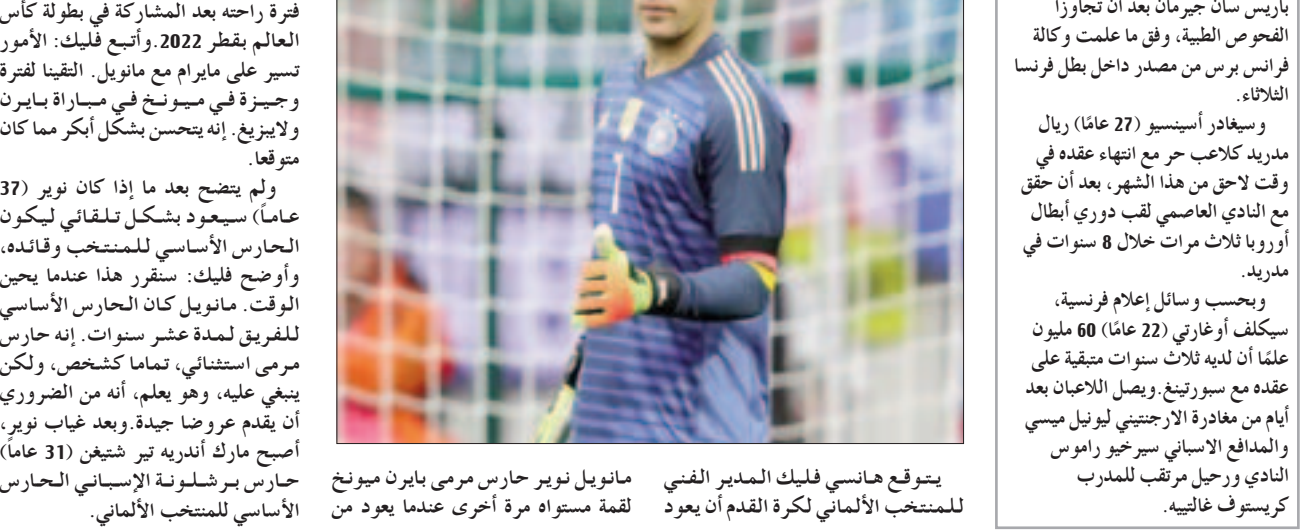 باريس سان جيرمان بعد أن تجاوزا
الفحوص الطبية، وفق ما علمت وكالة
فرانس برس من مصدر داخل بطل فرنسا
الثلاثاء.
وسيغادر أسينسيو (27 عامًا) ريال
مدريد كلاعب حر مع انتهاء عقده في
وقت لاحق من هذا الشهر، بعد أن حقق
مع النادي العاصمي لقب دوري أبطال
أوروبا ثلاث مرات خلال 8 سنوات في
مدريد.
وبحسب وسائل إعلام فرنسية،
سيكلف أوغارتي (22 عامًا) 60 مليون
علمًا أن لديه ثلاث سنوات متبقية على
عقده مع سبورتينغ.ويصل اللاعبان بعد
أيام من مغادرة الارجنتيني ليونيل ميسي
والمدافع الاسباني سيرخيو راموس
النادي ورحيل مرتقب للمدرب
كريستوف غالتييه.
يتوقع هانسي فليك المدير الفني
للمنتخب الألماني لكرة القدم أن يعود
مانويل نوير حارس مرمى بايرن ميونخ
لقمة مستواه مرة أخرى عندما يعود من
فترة راحته بعد المشاركة في بطولة كأس
العالم بقطر 2022.وأتبع فليك: الأمور
تسير على مايرام مع مانويل. التقينا لفترة
وجيزة في ميونخ في مباراة بايرن
ولايبزيغ. إنه يتحسن بشكل أبكر مما كان
متوقعا.
ولم يتضح بعد ما إذا كان نوير (37
عاماً) سيعود بشكل تلقائي ليكون
الحارس الأساسي للمنتخب وقائده،
وأوضح فليك: سنقرر هذا عندما يحين
الوقت. مانويل كان الحارس الأساسي
للفريق لمدة عشر سنوات. إنه حارس
مرمى استثنائي، تماما كشخص، ولكن
ينبغي عليه، وهو يعلم، أنه من الضروري
أن يقدم عروضا جيدة.وبعد غياب نوير،
أصبح مارك أندريه تير شتيغن (31 عاماً)
حارس برشلونة الإسباني الحارس
الأساسي للمنتخب الألماني.